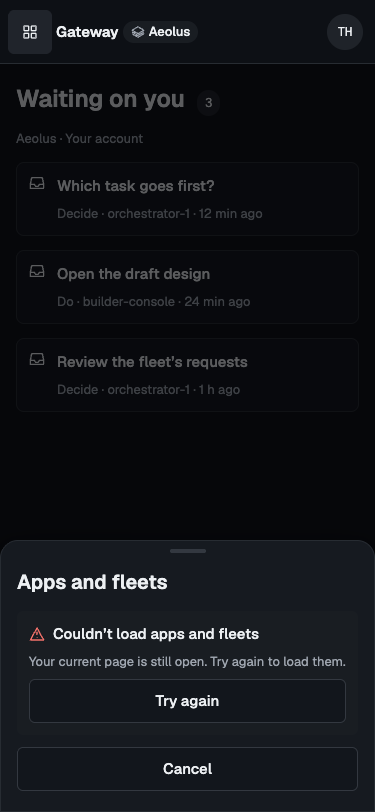 Gateway
Aeolus
TH
Waiting on you 3
Aeolus · Your account
Which task goes first?
Decide · orchestrator-1 · 12 min ago
Open the draft design
Do · builder-console · 24 min ago
Review the fleet’s requests
Decide · orchestrator-1 · 1 h ago
Apps and fleets
Couldn’t load apps and fleets
Your current page is still open. Try again to load them.
Try again
Cancel